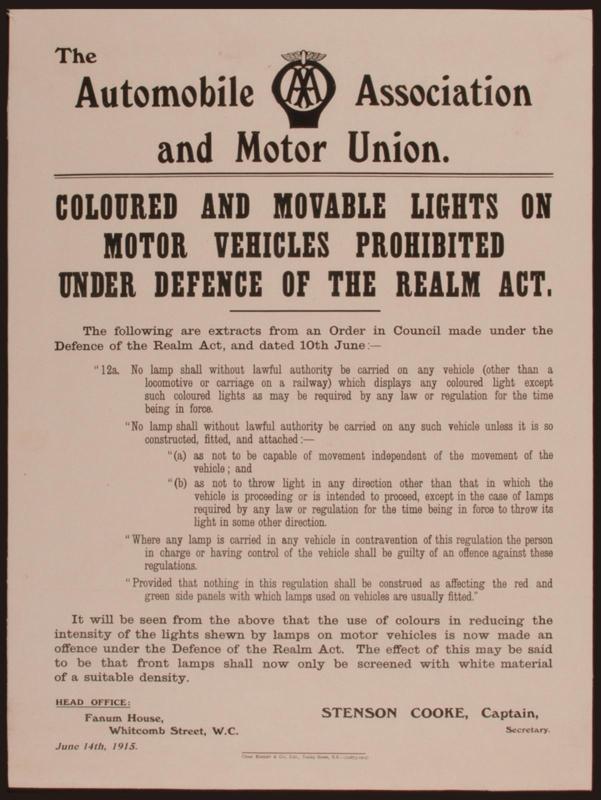 The
Automobile AA Association
and Motor Union.
COLOURED AND MOVABLE LIGHTS ON
MOTOR VEHICLES PROHIBITED
UNDER DEFENCE OF THE REALM ACT.
The following are extracts from an Order in Council made under the
Defence of the Realm Act, and dated 10th June:—
"12a. No lamp shall without lawful authority be carried on any vehicle (other than a
locomotive or carriage on a railway) which displays any coloured light except
such coloured lights as may be required by any law or regulation for the time
being in force.
"No lamp shall without lawful authority be carried on any such vehicle unless it is so
constructed, fitted, and attached:—
"(a) as not to be capable of movement independent of the movement of the
vehicle; and
"(b) as not to throw light in any direction other than that in which the
vehicle is proceeding or is intended to proceed, except in the case of lamps
required by any law or regulation for the time being in force to throw its
light in some other direction.
"Where any lamp is carried in any vehicle in contravention of this regulation the person
in charge or having control of the vehicle shall be guilty of an offence against these
regulations.
"Provided that nothing in this regulation shall be construed as affecting the red and
green side panels with which lamps used on vehicles are usually fitted."
It will be seen from the above that the use of colours in reducing the
intensity of the lights shewn by lamps on motor vehicles is now made an
offence under the Defence of the Realm Act. The effect of this may be said
to be that front lamps shall now only be screened with white material
of a suitable density.
HEAD OFFICE:
Fanum House,
Whitcomb Street, W.C.
June 14th, 1915.
STENSON COOKE, Captain,
Secretary.